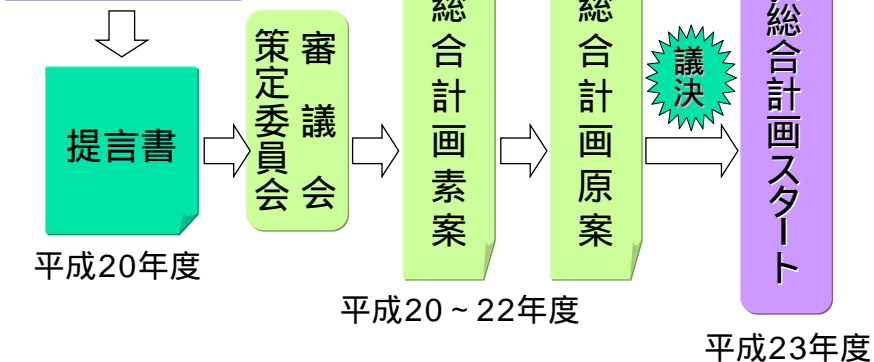 提言書
平成20年度
審議会
策定委員会
総合計画素案
総合計画原案
平成20~22年度
議決
総合計画スタート
平成23年度